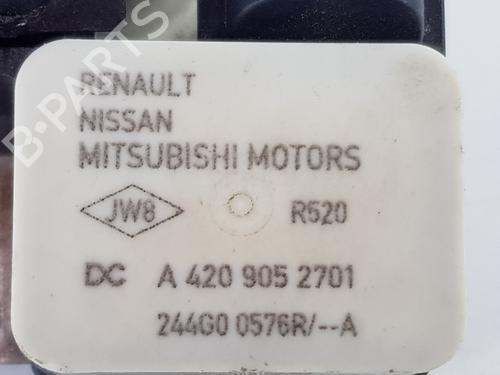 B-PARTS
RENAULT
NISSAN
MITSUBISHI MOTORS
JW8 R520
DC A 420 905 2701
244G0 0576R/--A